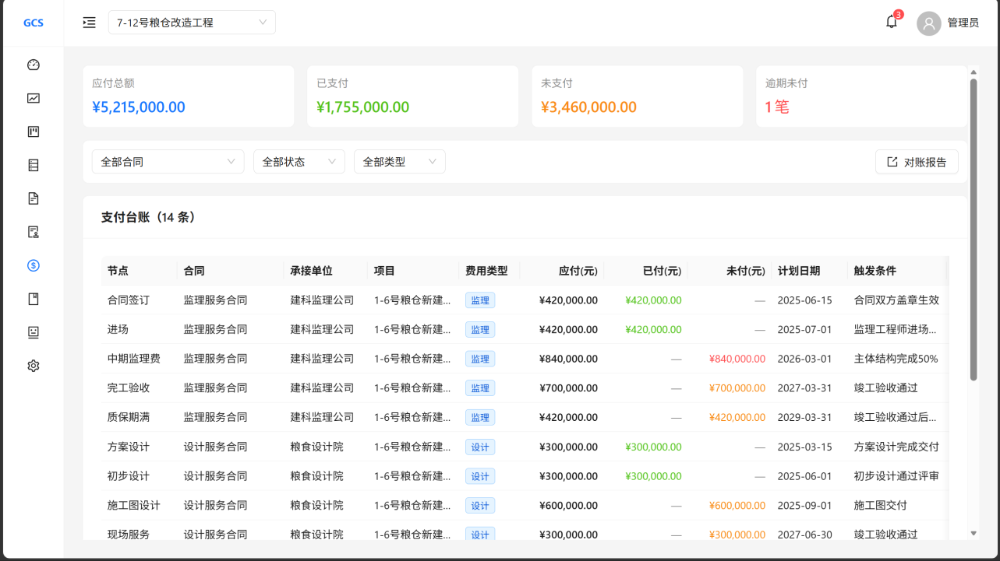 GCS
7-12号粮仓改造工程
3
管理员
应付总额
¥5,215,000.00
已支付
¥1,755,000.00
未支付
¥3,460,000.00
逾期未付
1 笔
全部合同
全部状态
全部类型
对账报告
支付台账（14 条）
节点 合同 承接单位 项目 费用类型 应付(元) 已付(元) 未付(元) 计划日期 触发条件
合同签订 监理服务合同 建科监理公司 1-6号粮仓新建... 监理 ¥420,000.00 ¥420,000.00 — 2025-06-15 合同双方盖章生效
进场 监理服务合同 建科监理公司 1-6号粮仓新建... 监理 ¥420,000.00 ¥420,000.00 — 2025-07-01 监理工程师进场...
中期监理费 监理服务合同 建科监理公司 1-6号粮仓新建... 监理 ¥840,000.00 — ¥840,000.00 2026-03-01 主体结构完成50%
完工验收 监理服务合同 建科监理公司 1-6号粮仓新建... 监理 ¥700,000.00 — ¥700,000.00 2027-03-31 竣工验收通过
质保期满 监理服务合同 建科监理公司 1-6号粮仓新建... 监理 ¥420,000.00 — ¥420,000.00 2029-03-31 竣工验收通过后...
方案设计 设计服务合同 粮食设计院 1-6号粮仓新建... 设计 ¥300,000.00 ¥300,000.00 — 2025-03-15 方案设计完成交付
初步设计 设计服务合同 粮食设计院 1-6号粮仓新建... 设计 ¥300,000.00 ¥300,000.00 — 2025-06-01 初步设计通过评审
施工图设计 设计服务合同 粮食设计院 1-6号粮仓新建... 设计 ¥600,000.00 — ¥600,000.00 2025-09-01 施工图交付
现场服务 设计服务合同 粮食设计院 1-6号粮仓新建... 设计 ¥300,000.00 — ¥300,000.00 2027-06-30 竣工验收通过